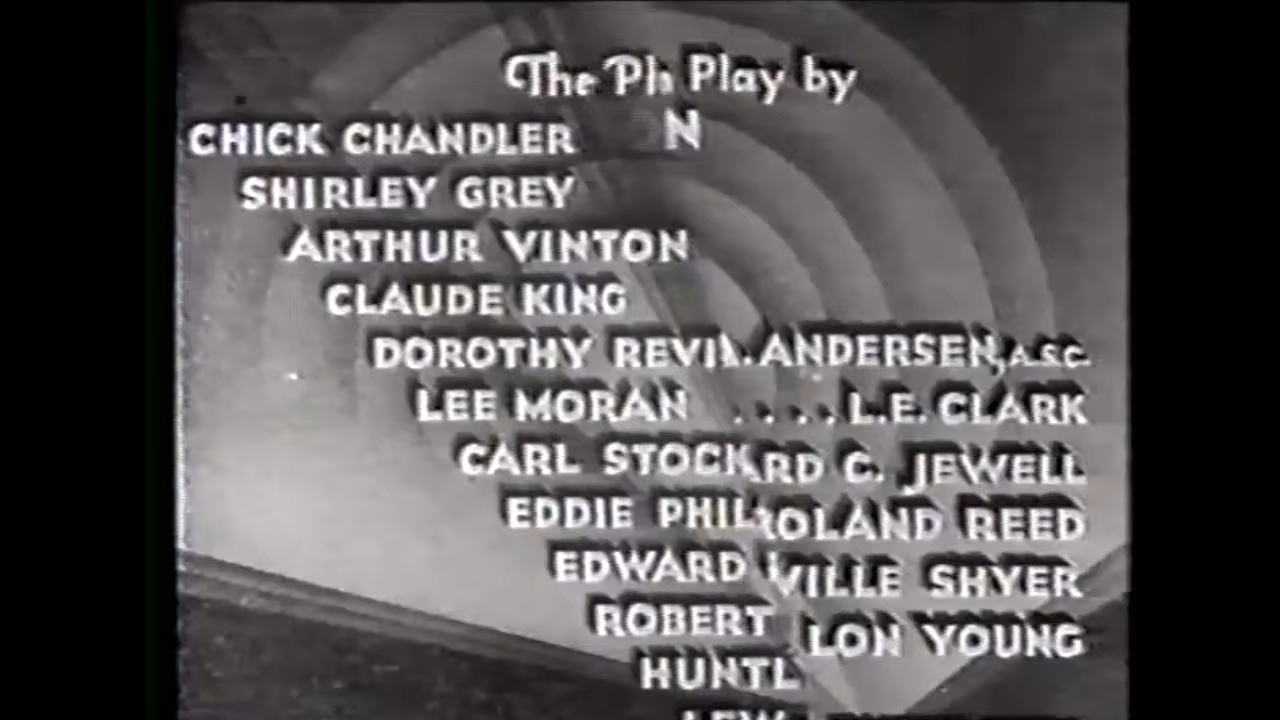 The Ph Play by
CHICK CHANDLER N
SHIRLEY GREY
ARTHUR VINTON
CLAUDE KING
DOROTHY REVI . ANDERSEN, A.S.C.
LEE MORAN . . . . L.E. CLARK
CARL STOCK RD C. JEWELL
EDDIE PHIL ROLAND REED
EDWARD VILLE SHYER
ROBERT LON YOUNG
HUNTL
LEW